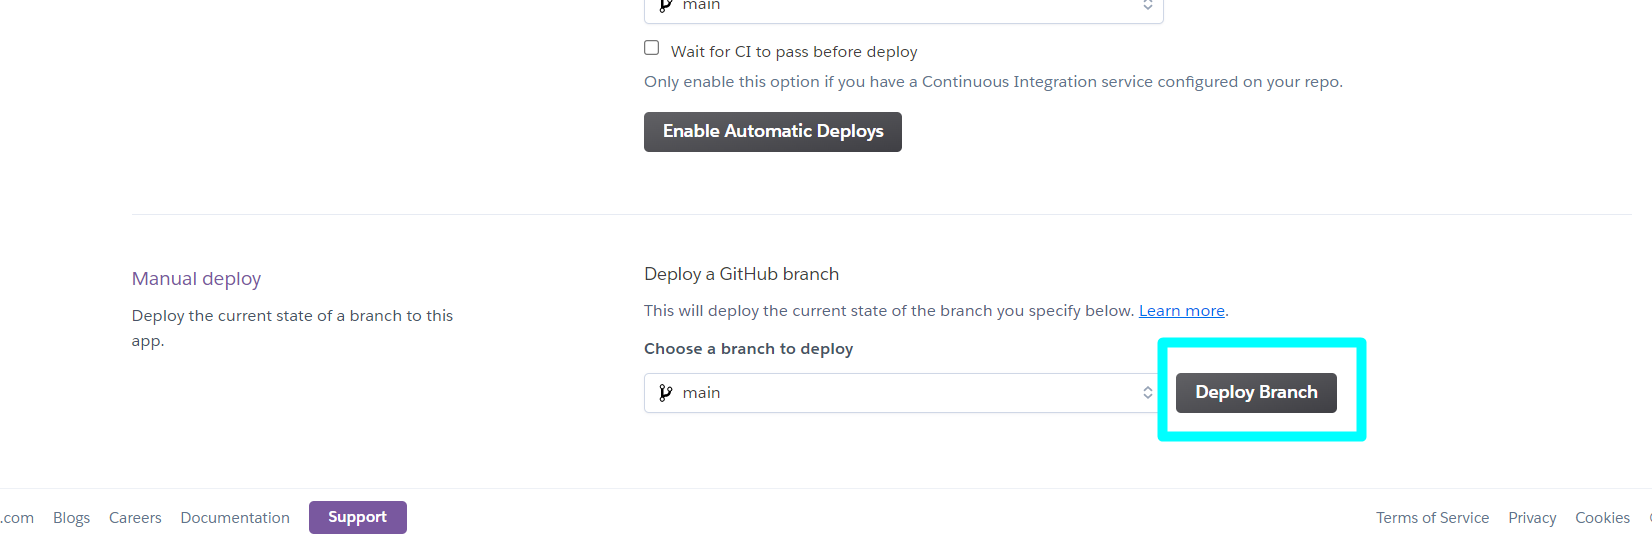 main
Wait for CI to pass before deploy
Only enable this option if you have a Continuous Integration service configured on your repo.
Enable Automatic Deploys
Manual deploy
Deploy the current state of a branch to this
app.
Deploy a GitHub branch
This will deploy the current state of the branch you specify below. Learn more.
Choose a branch to deploy
main
Deploy Branch
.com Blogs Careers Documentation Support Terms of Service Privacy Cookies